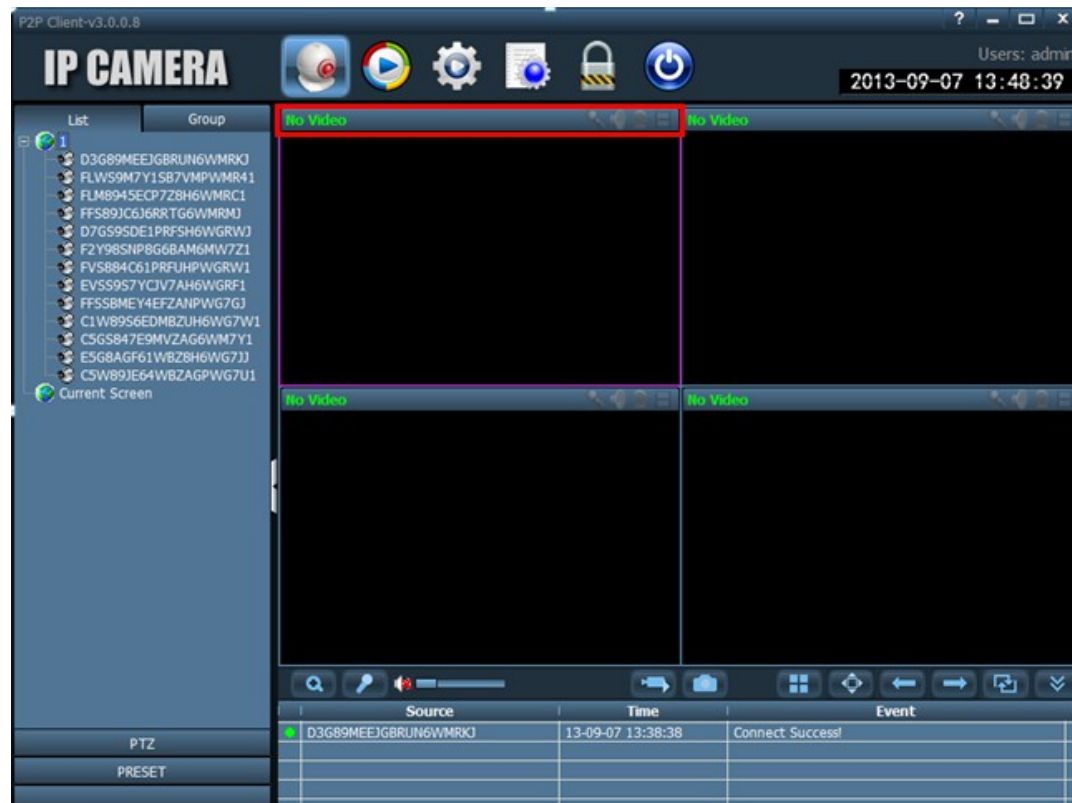 P2P Client-v3.0.0.8
IP CAMERA
Users: admin
2013-09-07 13:48:39
List Group
1
D3G89MEEJGBRUN6WMRKJ
FLWS9M7Y1SB7VMPWMR41
FLM8945ECP7Z8H6WMRC1
FFS89JC6J6RRTG6WMRMJ
D7GS9SDE1PRFSH6WGRWJ
F2Y98SNP8G6BAM6MW7Z1
FVS884C61PRFUHPWGRW1
EVSS9S7YCJV7AH6WGRF1
FFSSBMEY4EFZANPWG7GJ
C1W89S6EDMBZUH6WG7W1
C5GS847E9MVZAG6WM7Y1
E5G8AGF61WBZ8H6WG7JJ
C5W89JE64WBZAGPWG7U1
Current Screen
No Video No Video
No Video No Video
PTZ
PRESET
Source Time Event
D3G89MEEJGBRUN6WMRKJ 13-09-07 13:38:38 Connect Success!